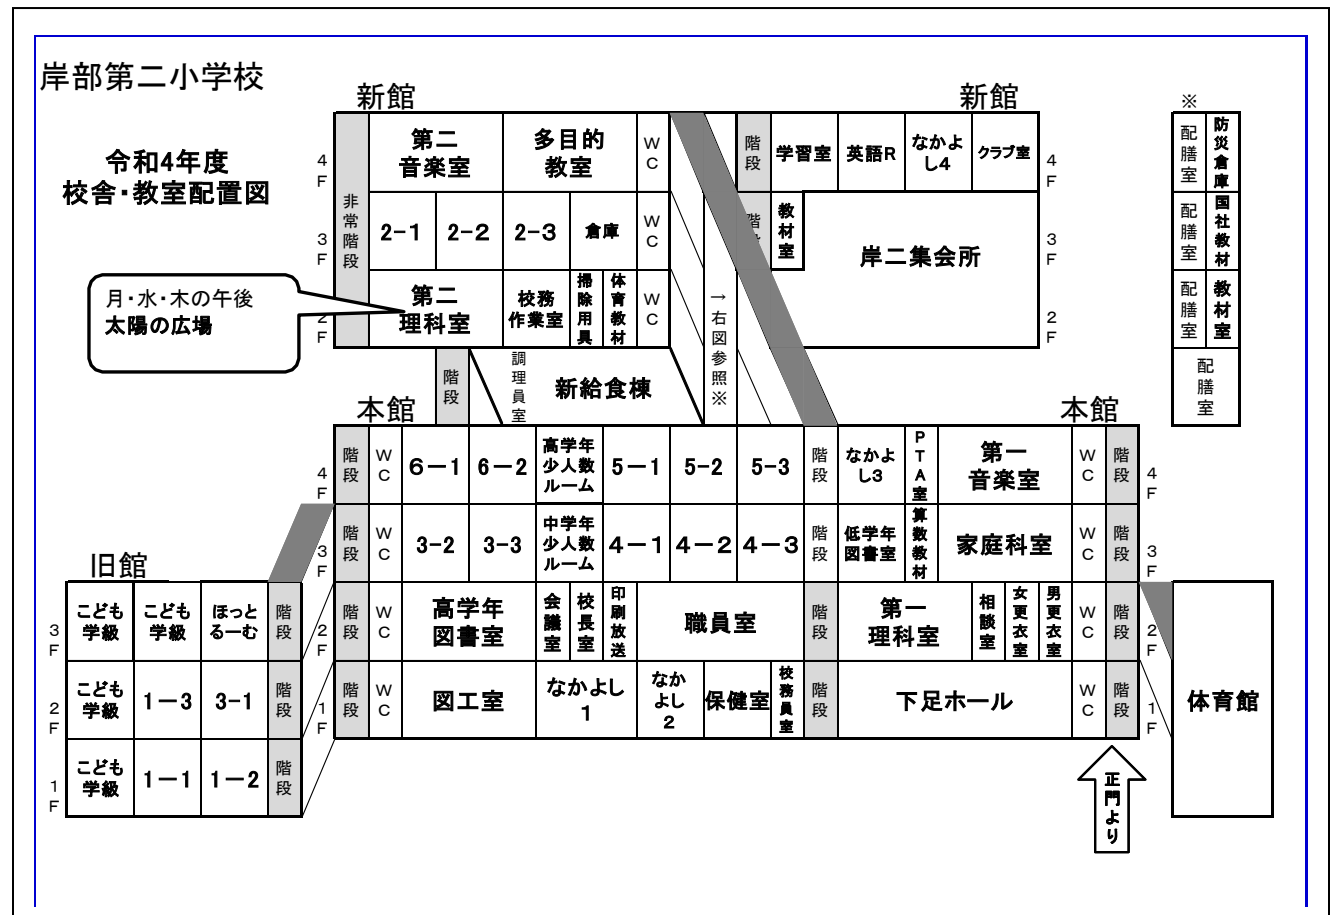 岸部第二小学校
令和4年度
校舎・教室配置図
新館
新館
※
4F
非常階段
第二
音楽室
多目的
教室
WC
階段
学習室
英語R
なかよ
し4
クラブ室
4F
配膳室
防災倉庫
3F
2-1
2-2
2-3
倉庫
WC
階段
教材室
岸二集会所
3F
配膳室
国社教材
月・水・木の午後
太陽の広場
2F
第二
理科室
校務
作業室
掃除用具
体育教材
WC
→右図参照※
2F
配膳室
教材室
階段
調理員室
新給食棟
配膳室
本館
本館
4F
階段
WC
6-1
6-2
高学年
少人数
ルーム
5-1
5-2
5-3
階段
なかよ
し3
PTA室
第一
音楽室
WC
階段
4F
3F
階段
WC
3-2
3-3
中学年
少人数
ルーム
4-1
4-2
4-3
階段
低学年
図書室
算数教材
家庭科室
WC
階段
3F
2F
階段
WC
高学年
図書室
会議室
校長室
印刷放送
職員室
階段
第一
理科室
相談室
女更衣室
男更衣室
WC
階段
2F
1F
階段
WC
図工室
なかよし
1
なか
よし
2
保健室
校務員室
階段
下足ホール
WC
階段
1F
体育館
旧館
3F
こども
学級
こども
学級
ほっと
るーむ
階段
2F
こども
学級
1-3
3-1
階段
1F
こども
学級
1-1
1-2
階段
正門より